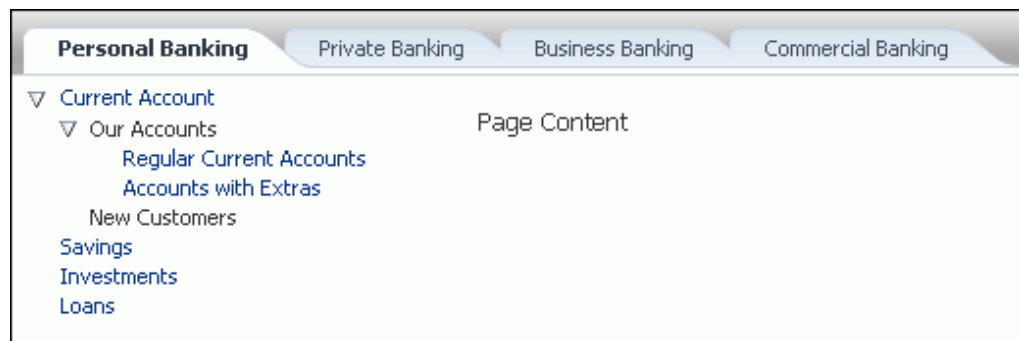 Personal Banking Private Banking Business Banking Commercial Banking
Current Account
Our Accounts
Page Content
Regular Current Accounts
Accounts with Extras
New Customers
Savings
Investments
Loans